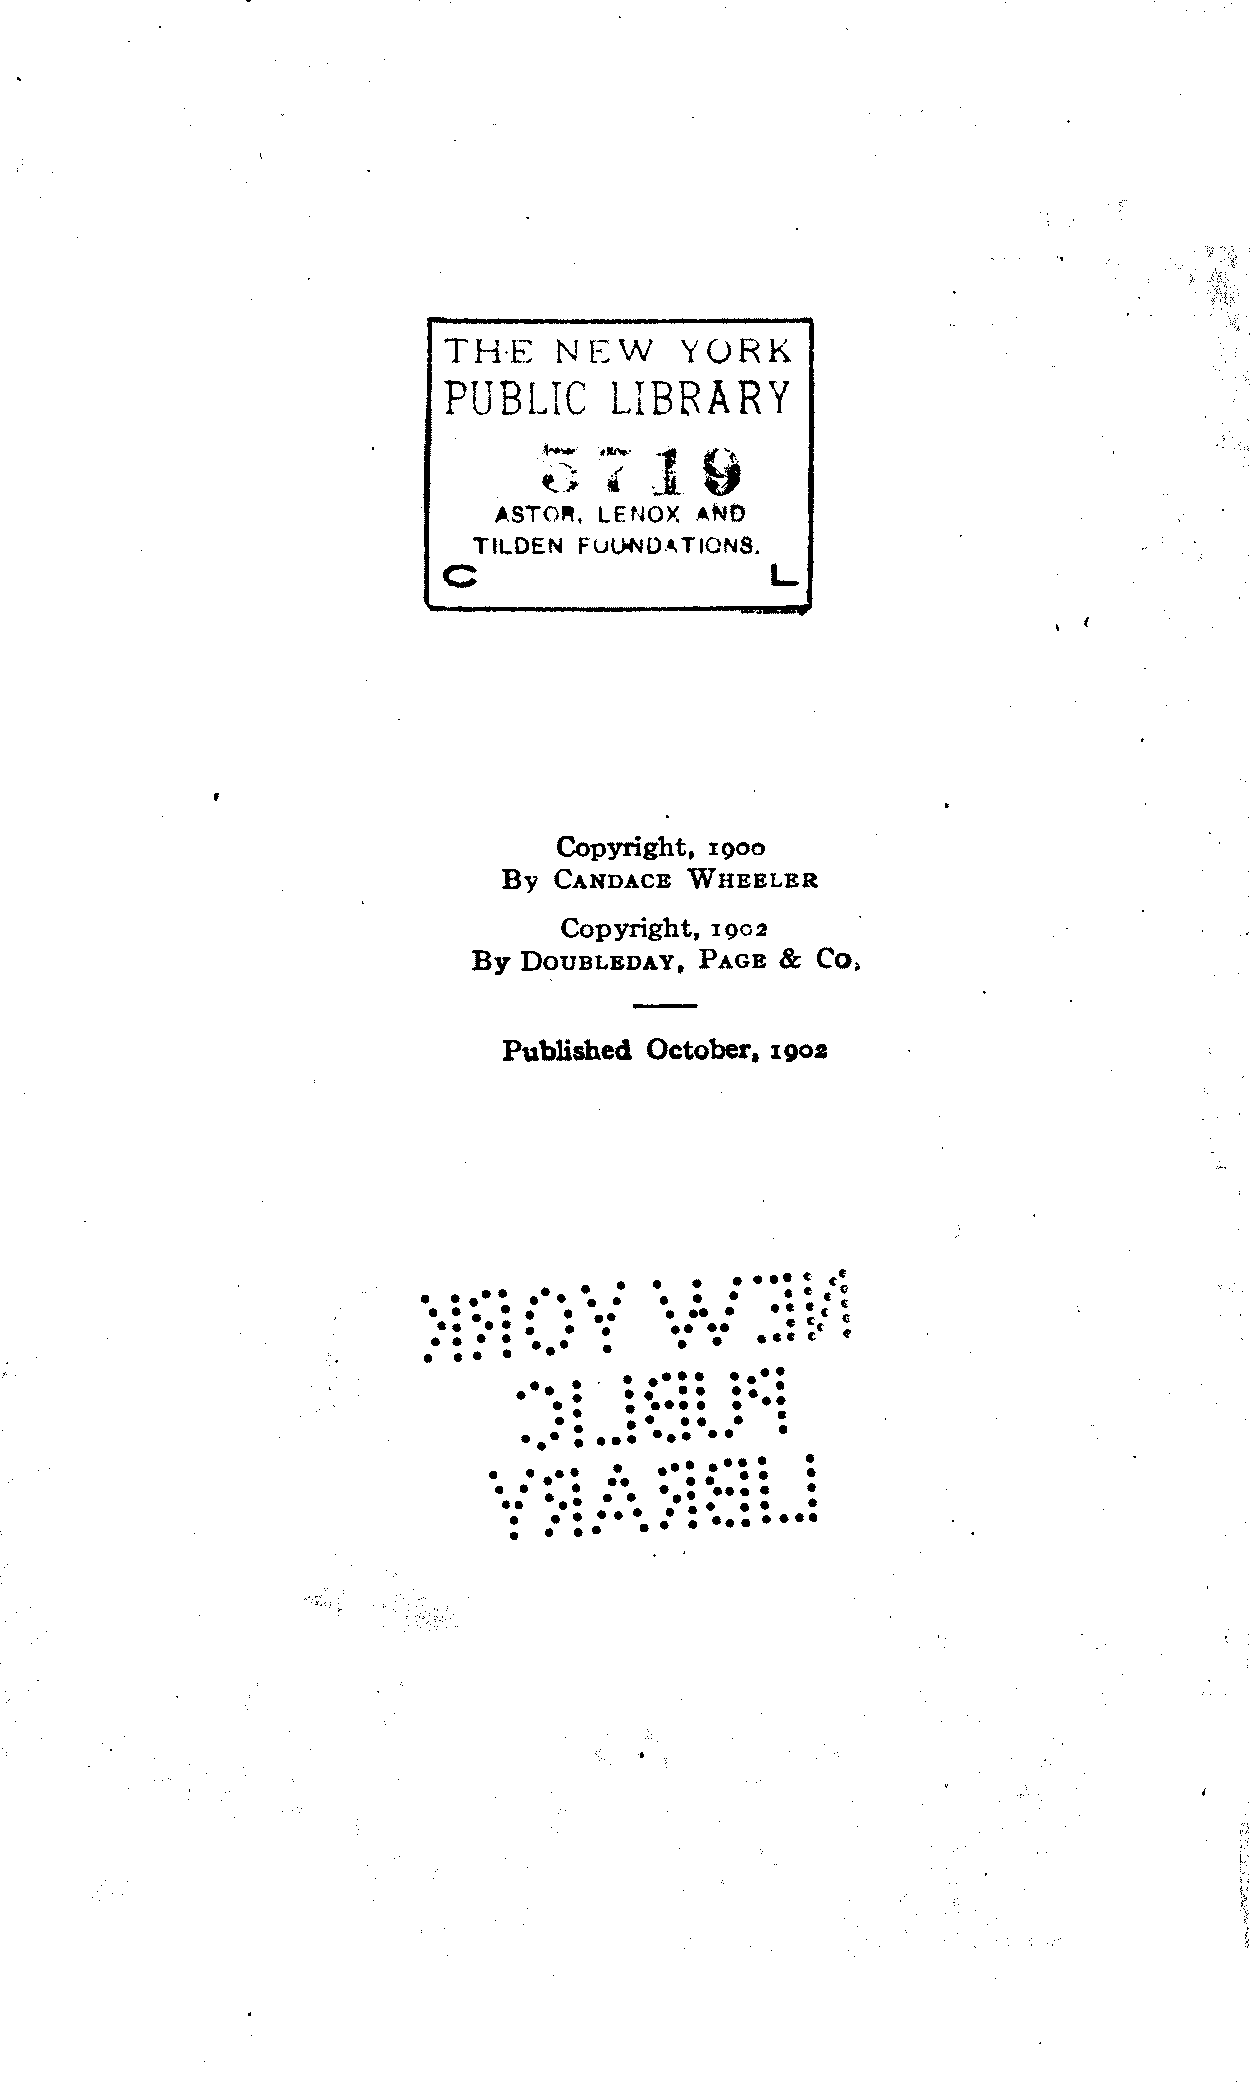 THE NEW YORK
PUBLIC LIBRARY
5719
ASTOR, LENOX AND
TILDEN FOUNDATIONS.
C L
Copyright, 1900
By CANDACE WHEELER
Copyright, 1902
By DOUBLEDAY, PAGE & Co.
Published October, 1902
NEW YORK
PUBLIC
LIBRARY